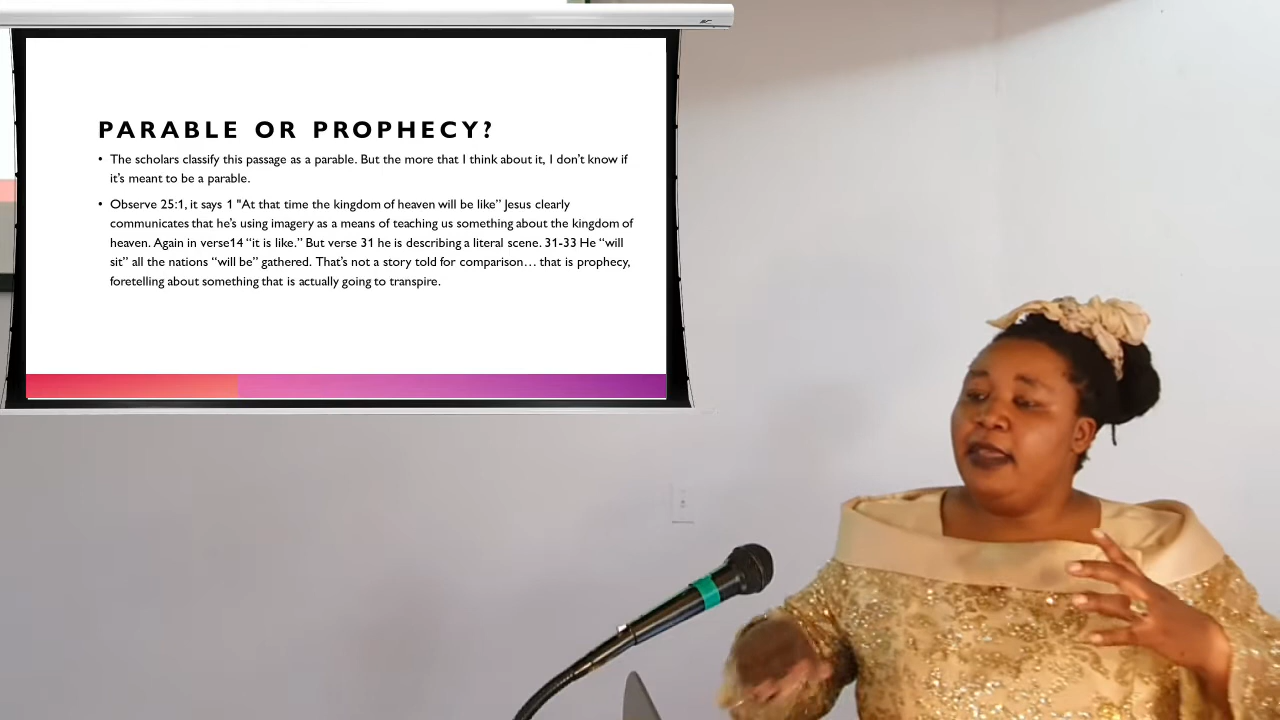 PARABLE OR PROPHECY?
• The scholars classify this passage as a parable. But the more that I think about it, I don’t know if
it’s meant to be a parable.
• Observe 25:1, it says 1 "At that time the kingdom of heaven will be like” Jesus clearly
communicates that he’s using imagery as a means of teaching us something about the kingdom of
heaven. Again in verse14 “it is like.” But verse 31 he is describing a literal scene. 31-33 He “will
sit” all the nations “will be” gathered. That’s not a story told for comparison… that is prophecy,
foretelling about something that is actually going to transpire.